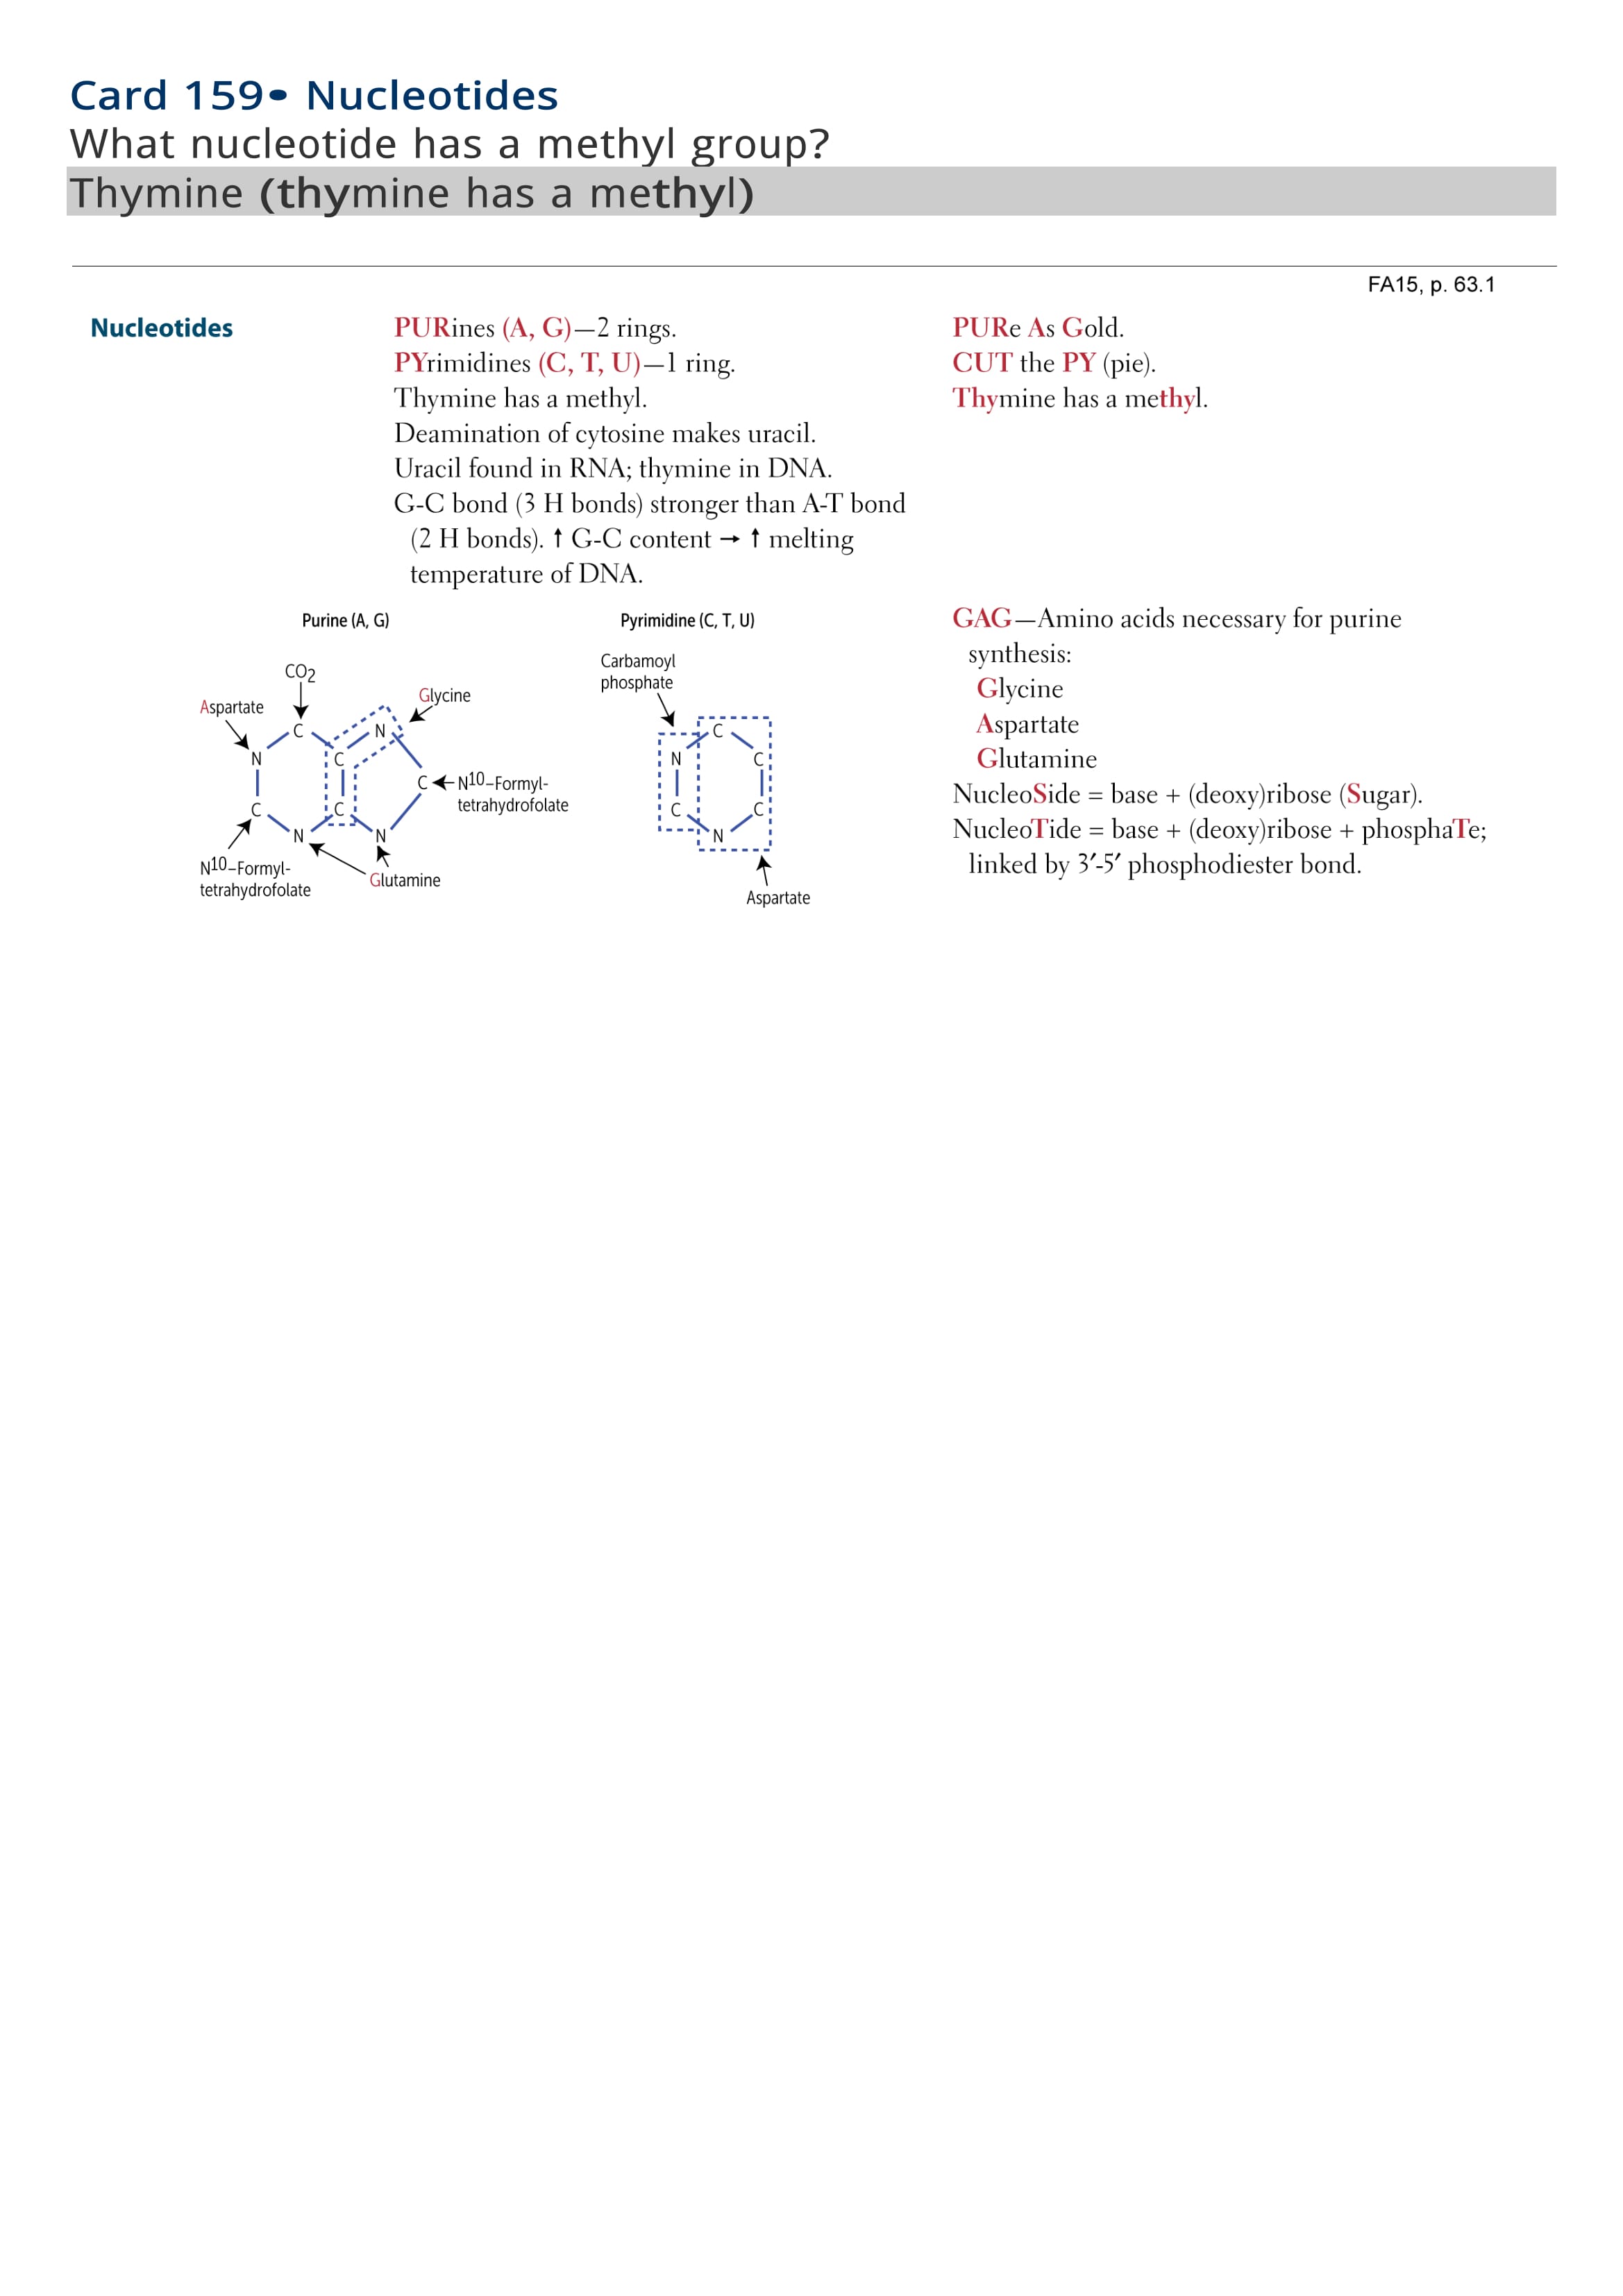 Card 159• Nucleotides
What nucleotide has a methyl group?
Thymine (thymine has a methyl)
FA15, p. 63.1
Nucleotides
PURines (A, G)—2 rings.
PYrimidines (C, T, U)—1 ring.
Thymine has a methyl.
Deamination of cytosine makes uracil.
Uracil found in RNA; thymine in DNA.
G-C bond (3 H bonds) stronger than A-T bond
(2 H bonds). ↑ G-C content → ↑ melting
temperature of DNA.
PURe As Gold.
CUT the PY (pie).
Thymine has a methyl.
Purine (A, G)
CO2
Aspartate
Glycine
C
N
N
C
C
N10–Formyl-
tetrahydrofolate
C
C
N
N
N10–Formyl-
tetrahydrofolate
Glutamine
Pyrimidine (C, T, U)
Carbamoyl
phosphate
C
N
C
C
C
N
Aspartate
GAG—Amino acids necessary for purine
synthesis:
Glycine
Aspartate
Glutamine
NucleoSide = base + (deoxy)ribose (Sugar).
NucleoTide = base + (deoxy)ribose + phosphaTe;
linked by 3′-5′ phosphodiester bond.